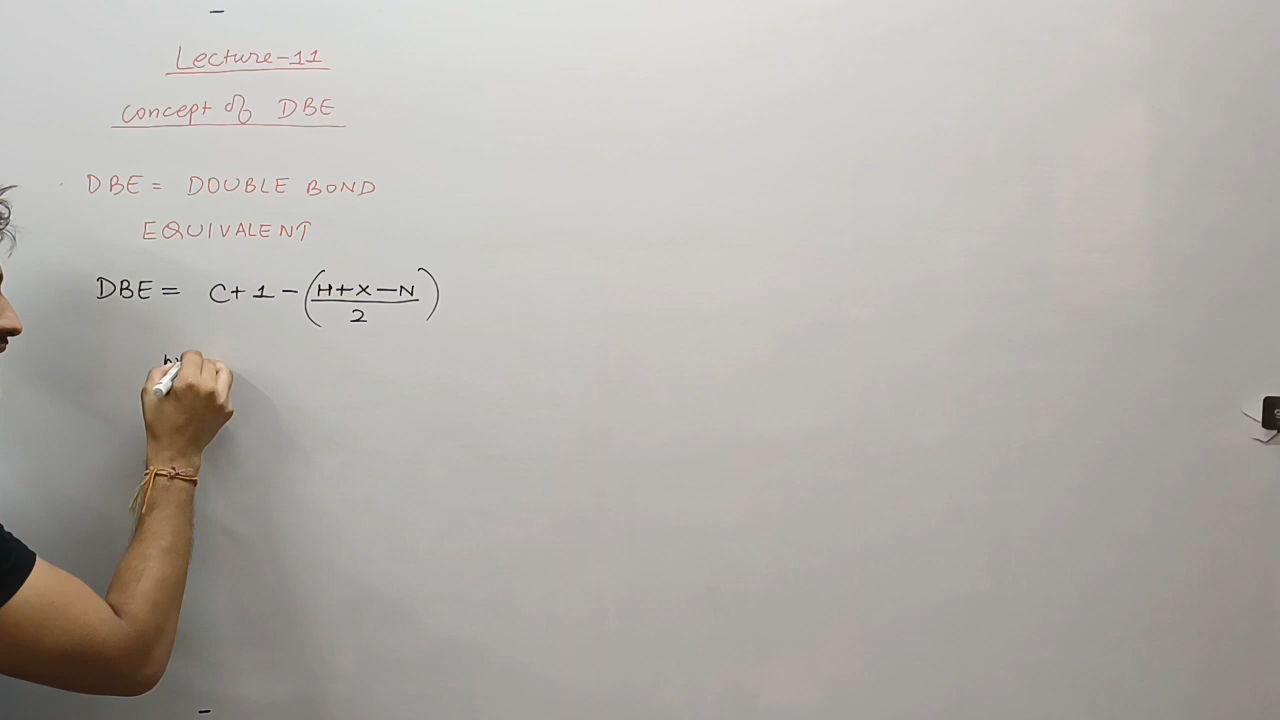 Lecture-11
Concept of DBE
DBE = DOUBLE BOND
EQUIVALENT
DBE = C+1-(H+X-N/2)